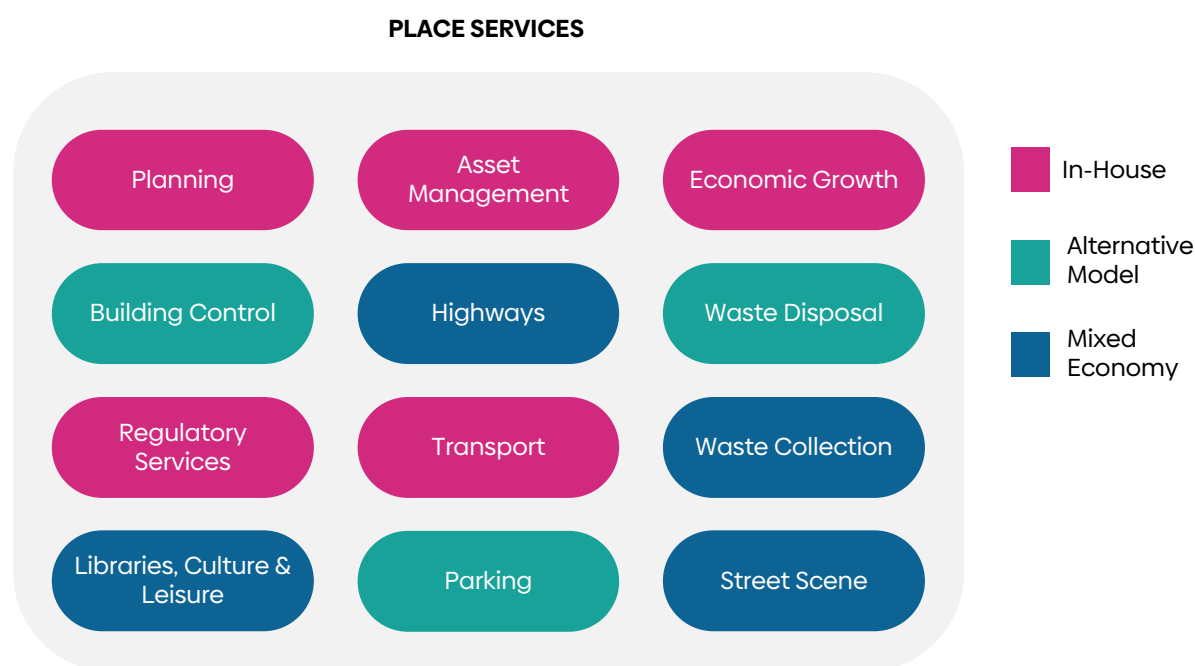 PLACE SERVICES
Planning
Asset
Management
Economic Growth
Building Control
Highways
Waste Disposal
Regulatory
Services
Transport
Waste Collection
Libraries, Culture &
Leisure
Parking
Street Scene
In-House
Alternative
Model
Mixed
Economy